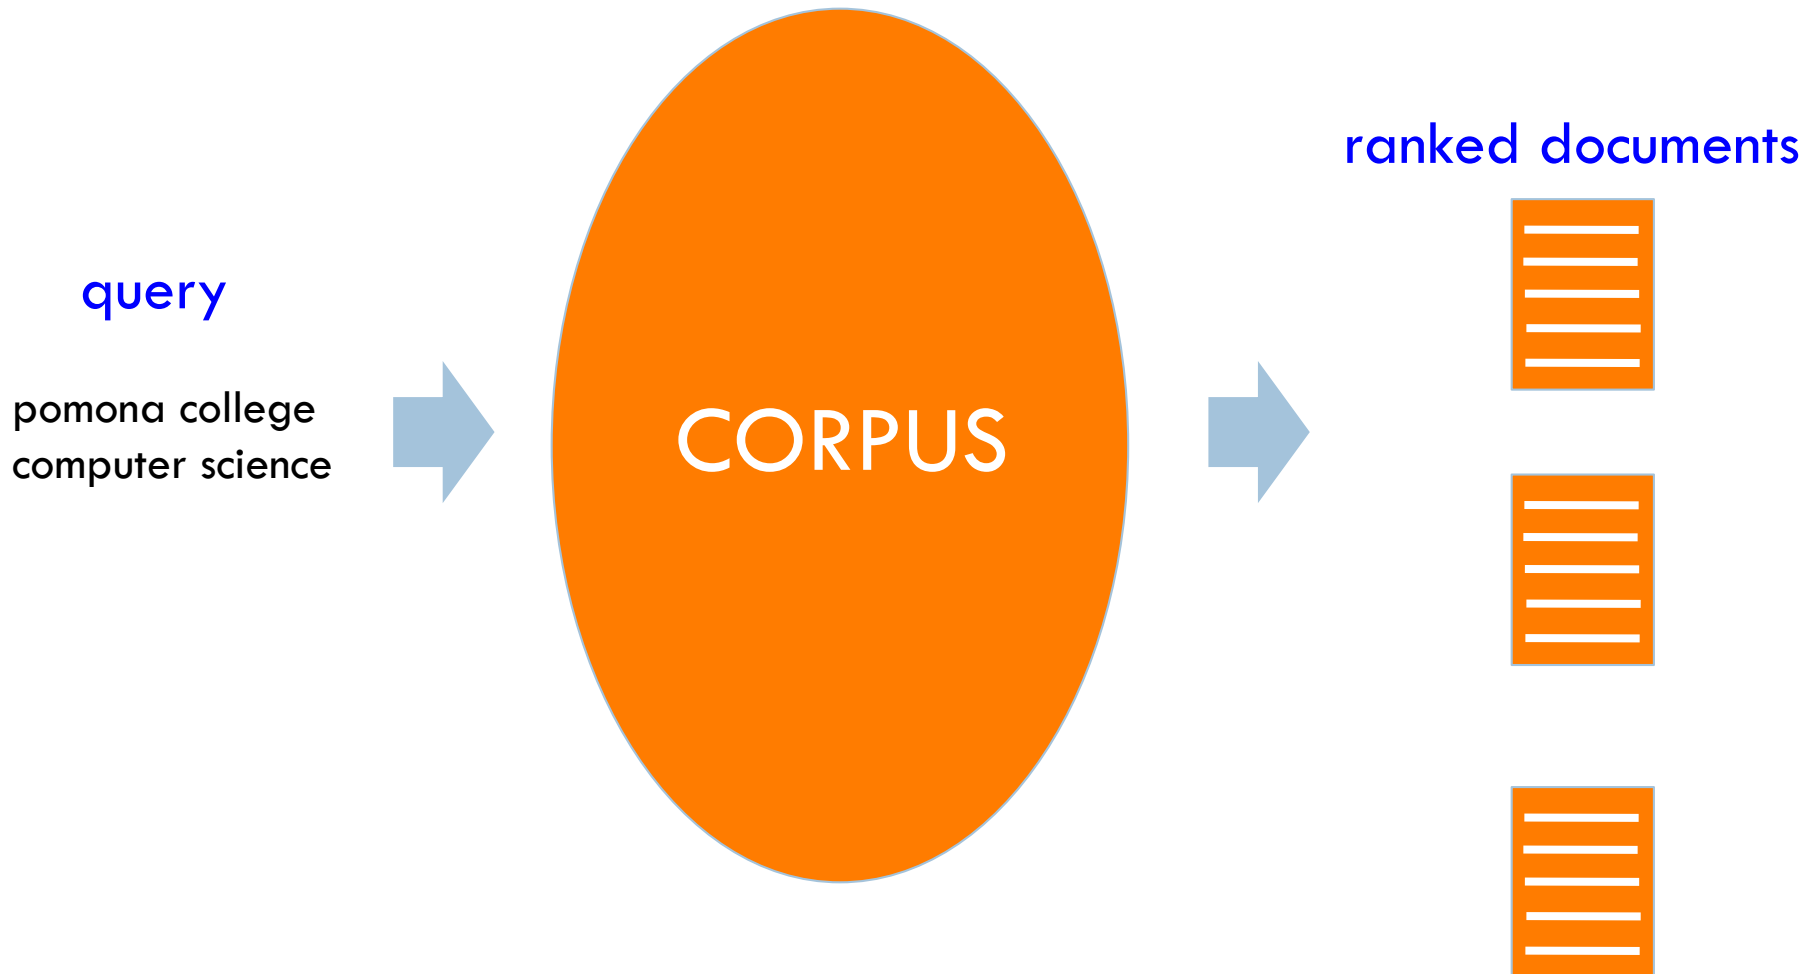 query
pomona college
computer science
CORPUS
ranked documents